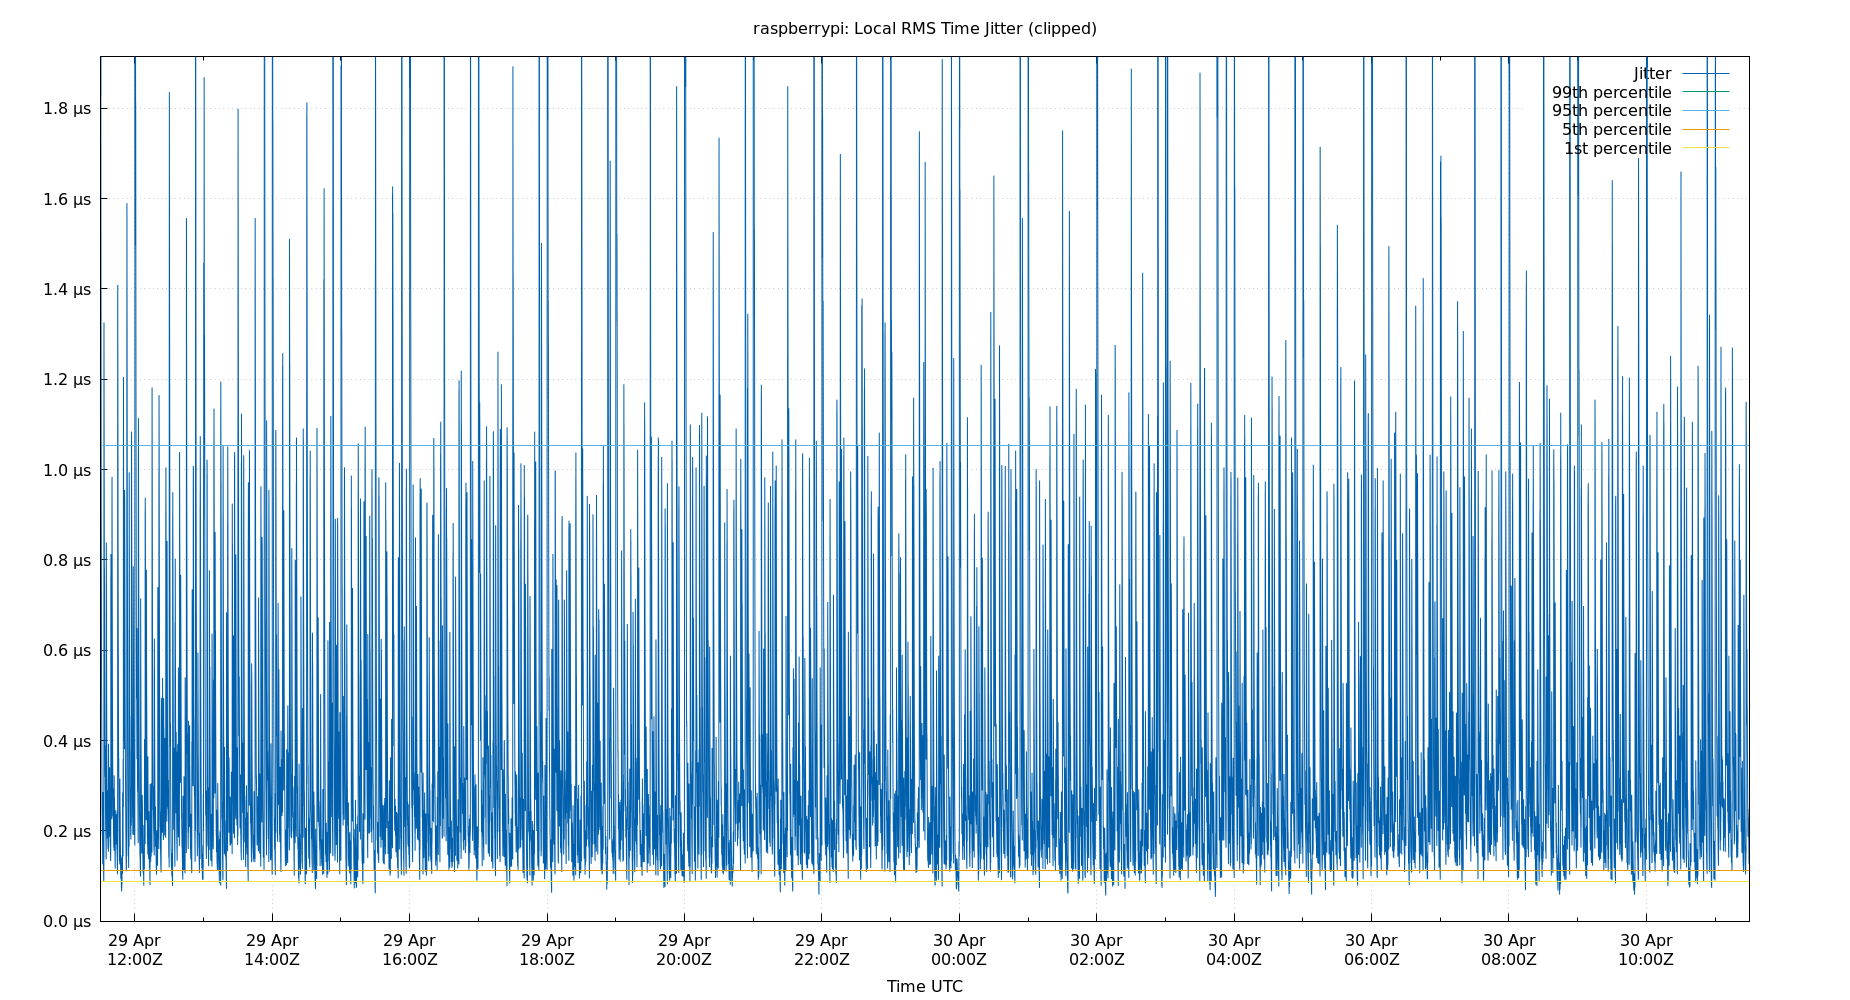 raspberrypi: Local RMS Time Jitter (clipped)
Jitter
99th percentile
95th percentile
5th percentile
1st percentile
1.8 μs
1.6 μs
1.4 μs
1.2 μs
1.0 μs
0.8 μs
0.6 μs
0.4 μs
0.2 μs
0.0 μs
29 Apr 29 Apr 29 Apr 29 Apr 29 Apr 29 Apr 30 Apr 30 Apr 30 Apr 30 Apr 30 Apr 30 Apr
12:00Z 14:00Z 16:00Z 18:00Z 20:00Z 22:00Z 00:00Z 02:00Z 04:00Z 06:00Z 08:00Z 10:00Z
Time UTC